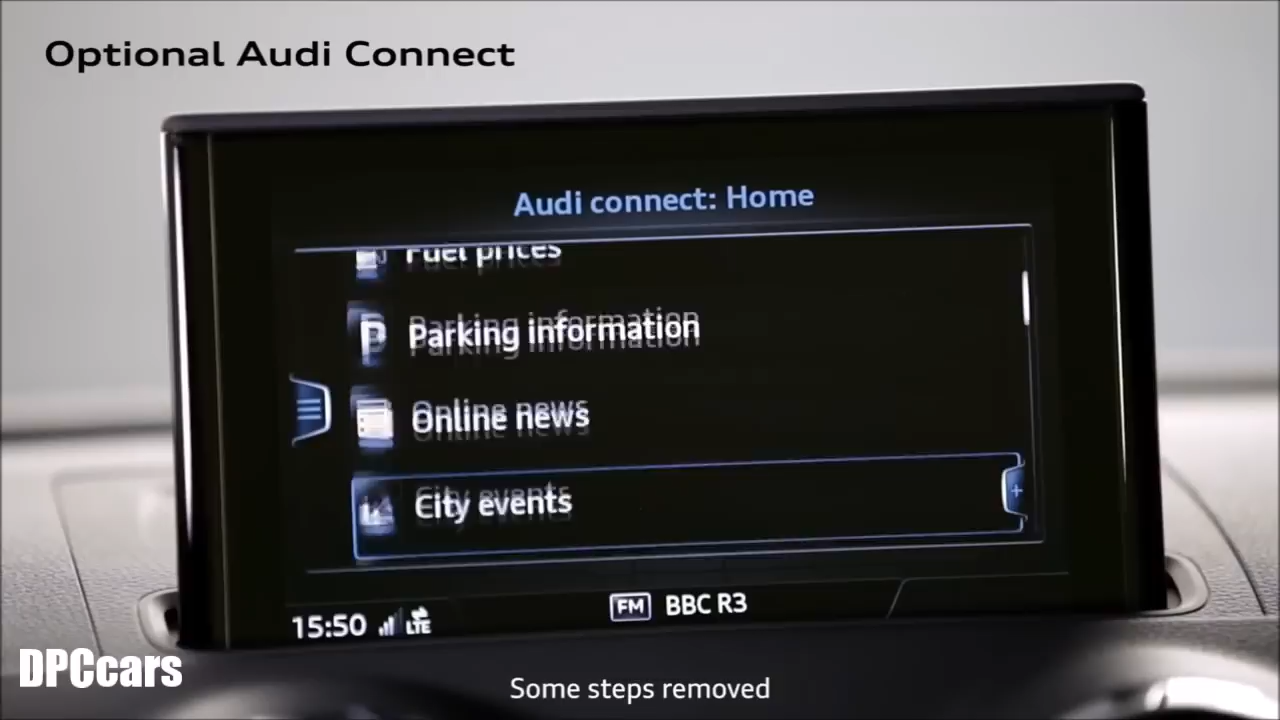 Optional Audi Connect
Audi connect: Home
Fuel prices
Parking information
Online news
City events
15:50 LTE
FM BBC R3
DPCcars
Some steps removed